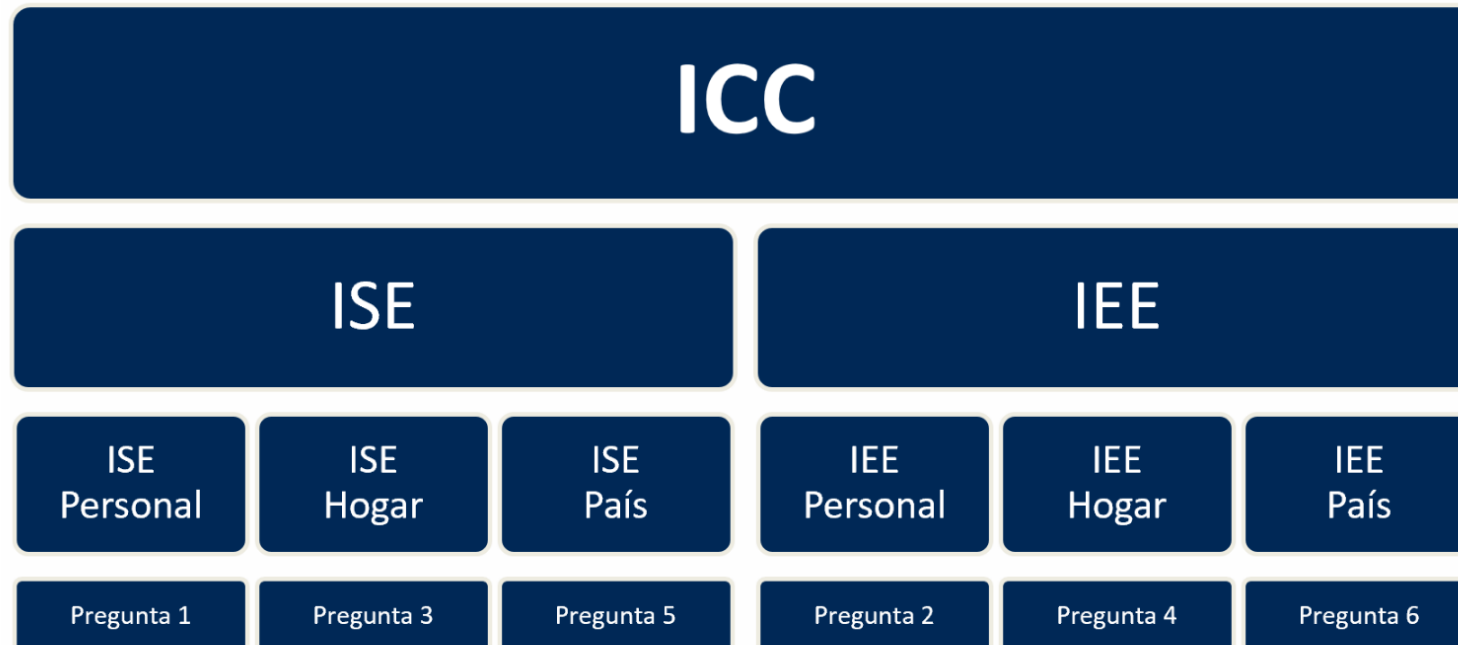 ICC
ISE
IEE
ISE
Personal
ISE
Hogar
ISE
País
IEE
Personal
IEE
Hogar
IEE
País
Pregunta 1
Pregunta 3
Pregunta 5
Pregunta 2
Pregunta 4
Pregunta 6